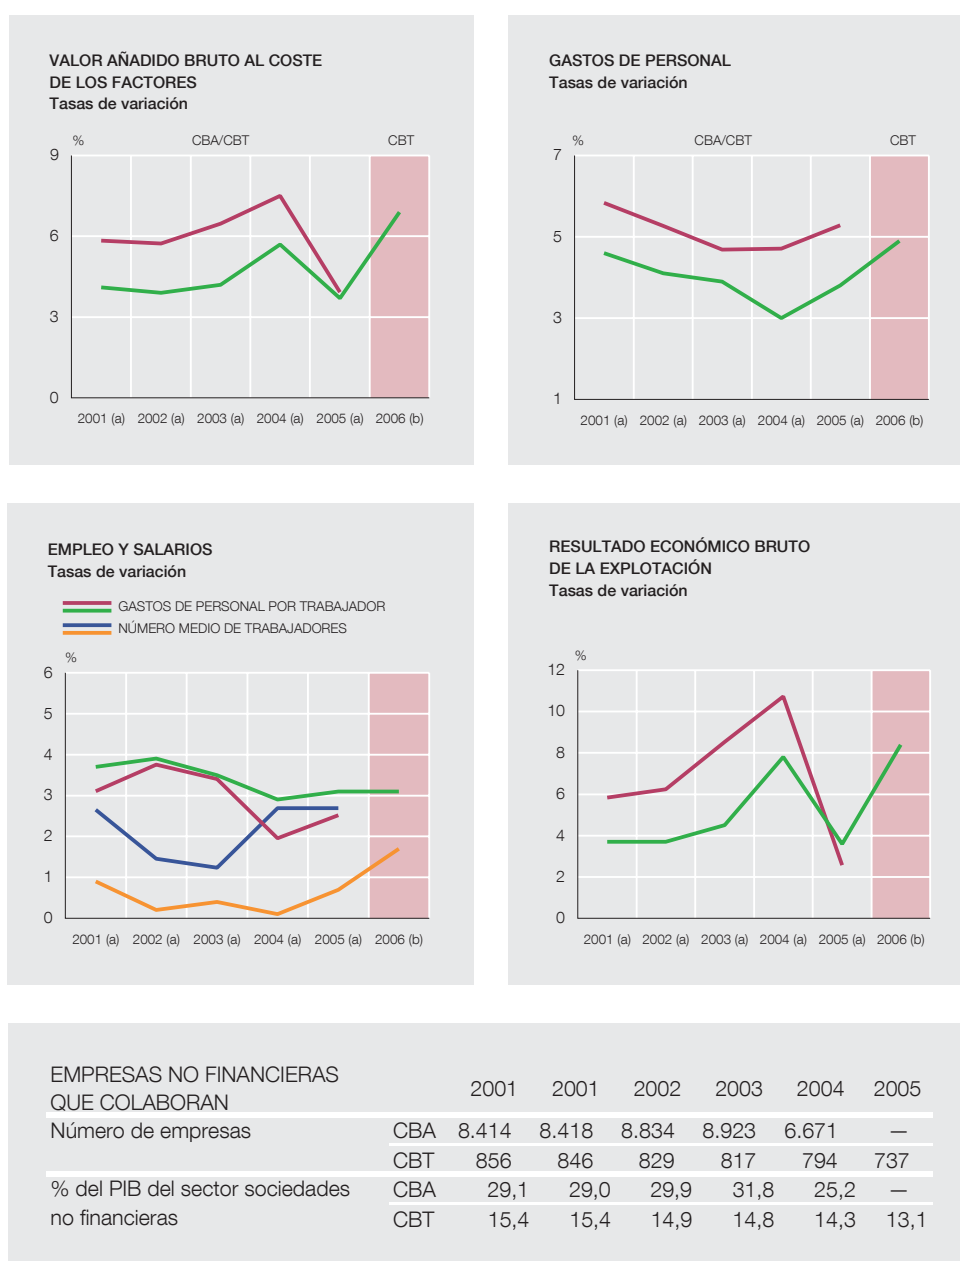 VALOR AÑADIDO BRUTO AL COSTE
DE LOS FACTORES
Tasas de variación
% CBA/CBT CBT
9
6
3
0
2001 (a) 2002 (a) 2003 (a) 2004 (a) 2005 (a) 2006 (b)
GASTOS DE PERSONAL
Tasas de variación
% CBA/CBT CBT
7
5
3
1
2001 (a) 2002 (a) 2003 (a) 2004 (a) 2005 (a) 2006 (b)
EMPLEO Y SALARIOS
Tasas de variación
GASTOS DE PERSONAL POR TRABAJADOR
NÚMERO MEDIO DE TRABAJADORES
%
6
5
4
3
2
1
0
2001 (a) 2002 (a) 2003 (a) 2004 (a) 2005 (a) 2006 (b)
RESULTADO ECONÓMICO BRUTO
DE LA EXPLOTACIÓN
Tasas de variación
%
12
10
8
6
4
2
0
2001 (a) 2002 (a) 2003 (a) 2004 (a) 2005 (a) 2006 (b)
EMPRESAS NO FINANCIERAS
QUE COLABORAN 2001 2001 2002 2003 2004 2005
Número de empresas CBA 8.414 8.418 8.834 8.923 6.671 —
CBT 856 846 829 817 794 737
% del PIB del sector sociedades CBA 29,1 29,0 29,9 31,8 25,2 —
no financieras CBT 15,4 15,4 14,9 14,8 14,3 13,1